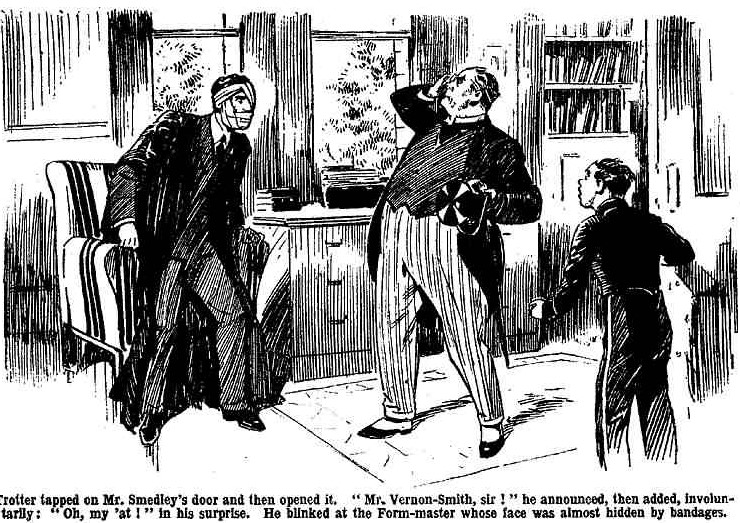 Trotter tapped on Mr. Smedley's door and then opened it. "Mr. Vernon-Smith, sir!" he announced, then added, involun-
tarily: "Oh, my 'at!" in his surprise. He blinked at the Form-master whose face was almost hidden by bandages.